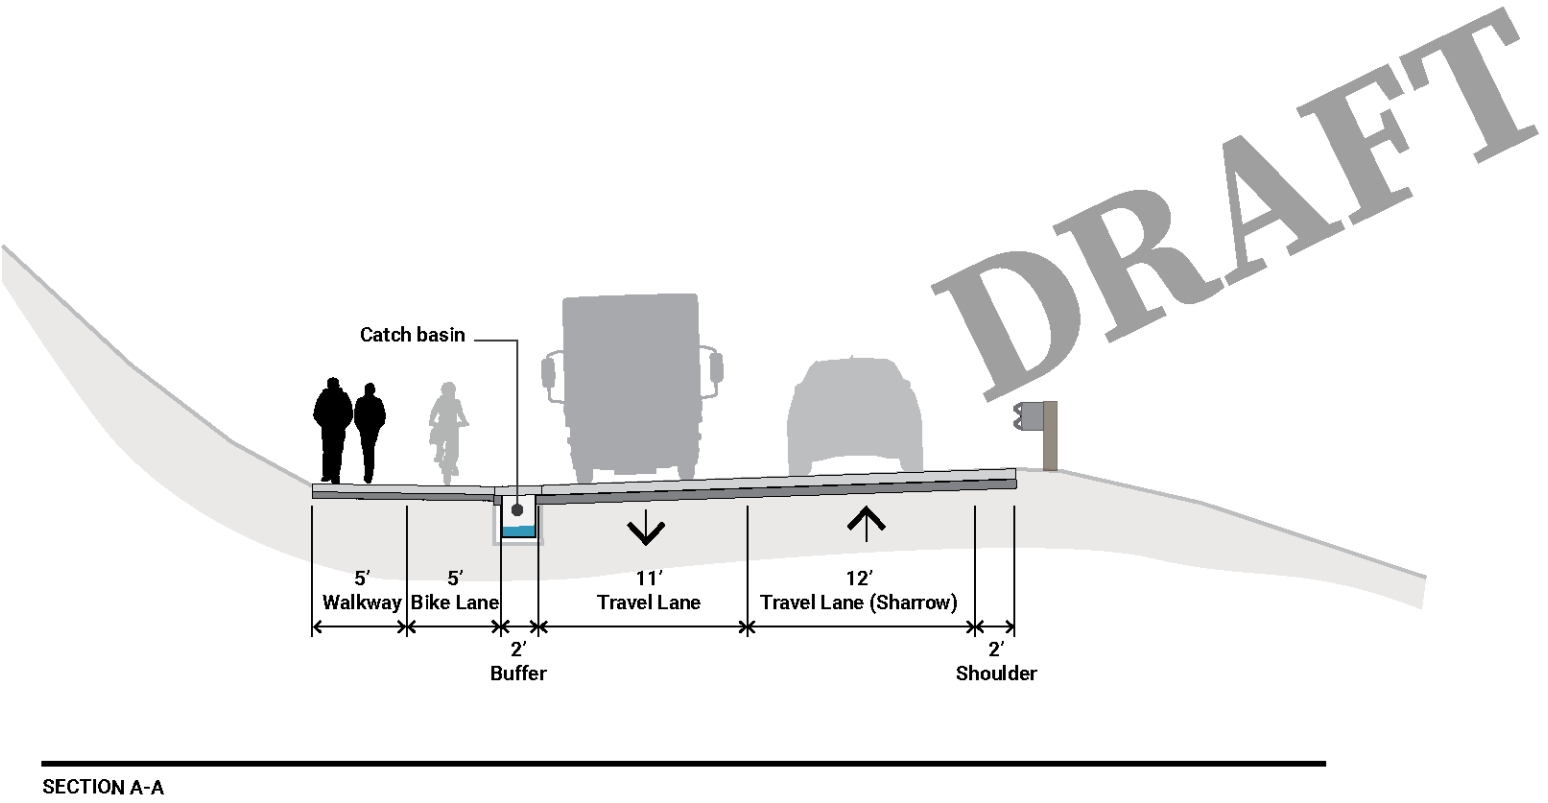 DRAFT
Catch basin
5’
Walkway
5’
Bike Lane
2’
Buffer
11’
Travel Lane
12’
Travel Lane (Sharrow)
2’
Shoulder
SECTION A-A